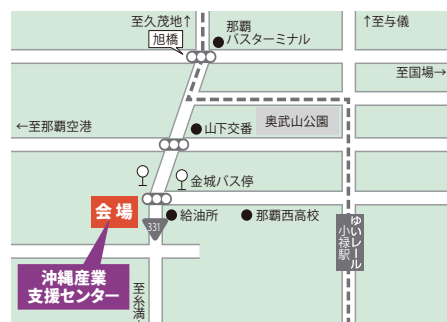 至久茂地↑
那覇
バスターミナル
↑至与儀
旭橋
至国場→
←至那覇空港
山下交番
奥武山公園
金城バス停
会場
給油所
那覇西高校
331
ゆいレール
小禄駅
沖縄産業
支援センター
至糸満